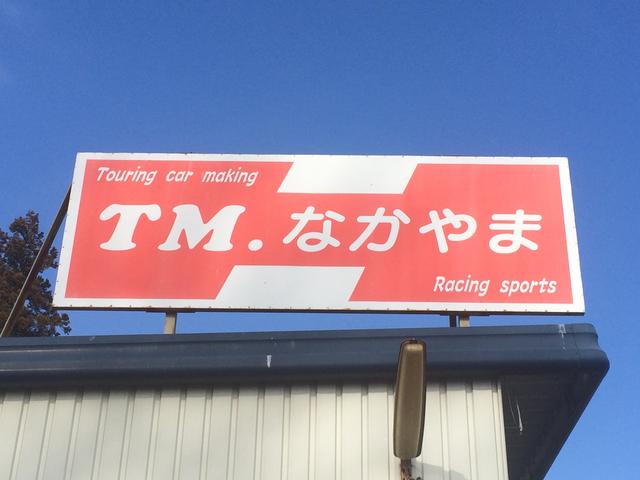 Touring car making
TM.なかやま
Racing sports